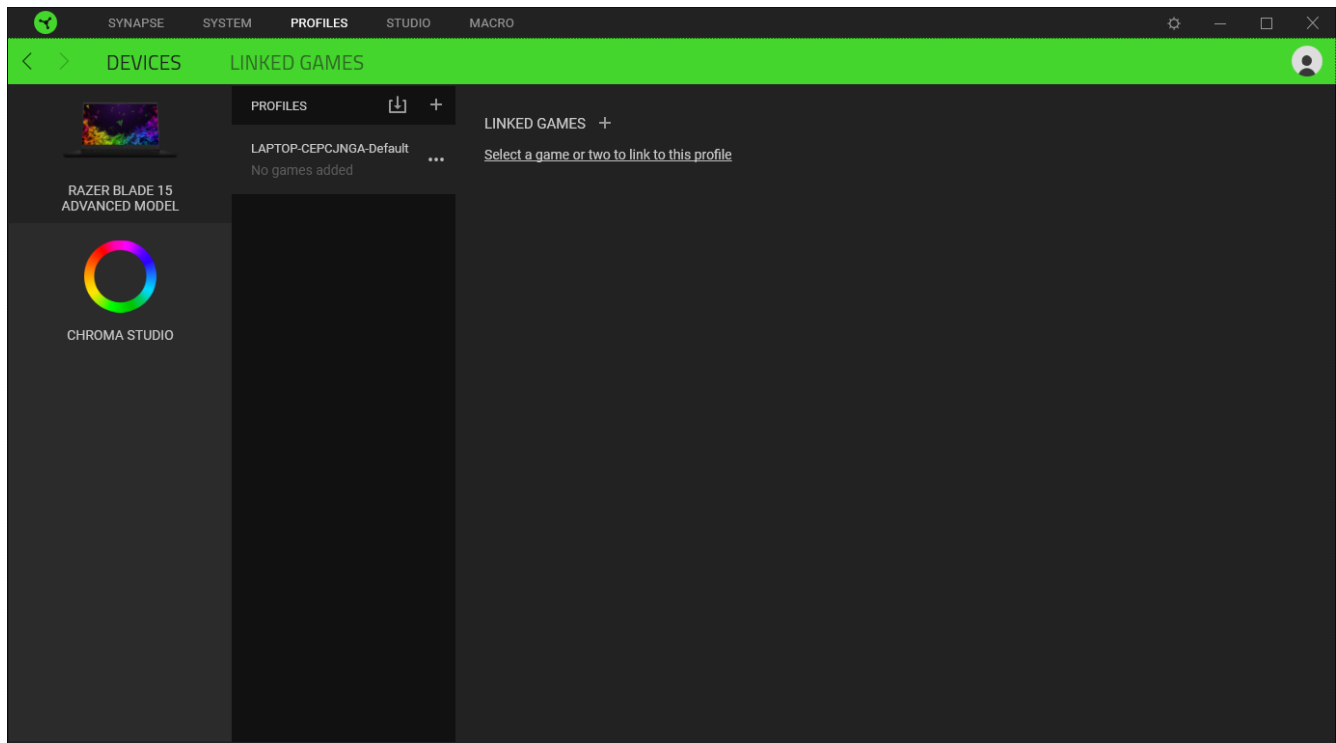 SYNAPSE SYSTEM PROFILES STUDIO MACRO
DEVICES LINKED GAMES
RAZER BLADE 15
ADVANCED MODEL
CHROMA STUDIO
PROFILES
LAPTOP-CEPCJNGA-Default
No games added
LINKED GAMES
Select a game or two to link to this profile